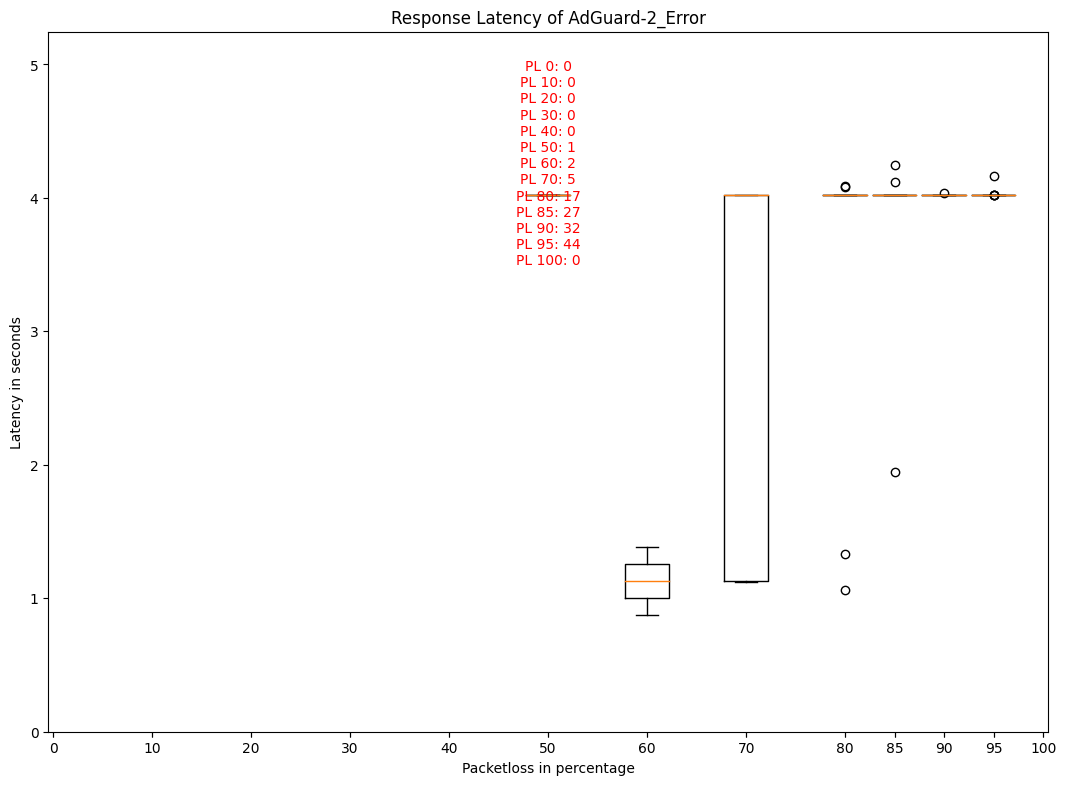 Response Latency of AdGuard-2_Error
5
4
3
2
1
0
Latency in seconds
PL 0: 0
PL 10: 0
PL 20: 0
PL 30: 0
PL 40: 0
PL 50: 1
PL 60: 2
PL 70: 5
PL 80: 17
PL 85: 27
PL 90: 32
PL 95: 44
PL 100: 0
0 10 20 30 40 50 60 70 80 85 90 95 100
Packetloss in percentage